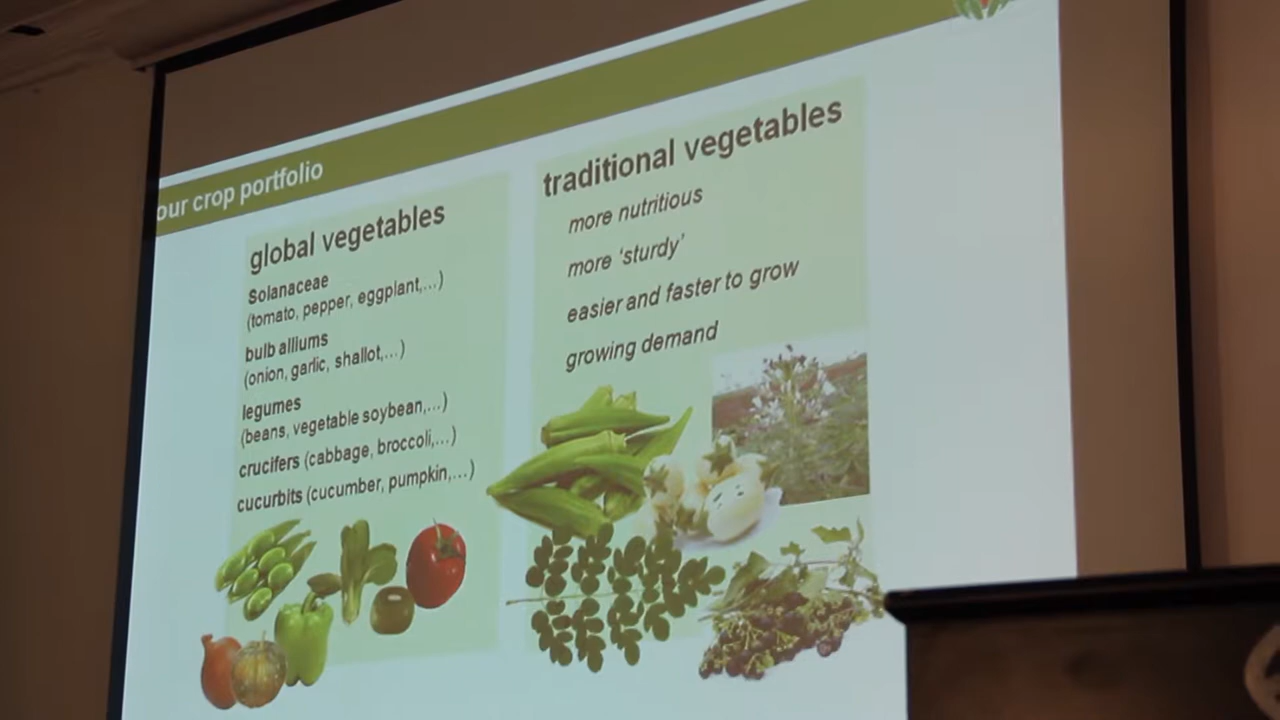 our crop portfolio
global vegetables
Solanaceae
(tomato, pepper, eggplant,...)
bulb alliums
(onion, garlic, shallot,...)
legumes
(beans, vegetable soybean,...)
crucifers (cabbage, broccoli,...)
cucurbits (cucumber, pumpkin,...)
traditional vegetables
more nutritious
more ‘sturdy’
easier and faster to grow
growing demand